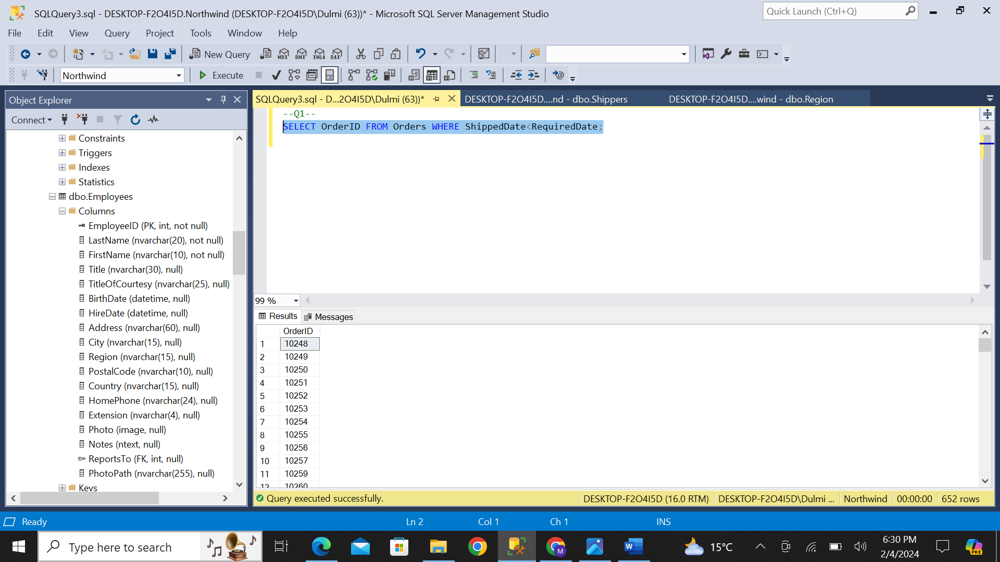 SQLQuery3.sql - DESKTOP-F2O4I5D.Northwind (DESKTOP-F2O4I5D\Dulmi (63))* - Microsoft SQL Server Management Studio
Quick Launch (Ctrl+Q)
File Edit View Query Project Tools Window Help
New Query MDX DMX XMLA DAX
Northwind Execute
Object Explorer
Connect
Constraints
Triggers
Indexes
Statistics
dbo.Employees
Columns
EmployeeID (PK, int, not null)
LastName (nvarchar(20), not null)
FirstName (nvarchar(10), not null)
Title (nvarchar(30), null)
TitleOfCourtesy (nvarchar(25), null)
BirthDate (datetime, null)
HireDate (datetime, null)
Address (nvarchar(60), null)
City (nvarchar(15), null)
Region (nvarchar(15), null)
PostalCode (nvarchar(10), null)
Country (nvarchar(15), null)
HomePhone (nvarchar(24), null)
Extension (nvarchar(4), null)
Photo (image, null)
Notes (ntext, null)
ReportsTo (FK, int, null)
PhotoPath (nvarchar(255), null)
Keys
SQLQuery3.sql - D...2O4I5D\Dulmi (63))* DESKTOP-F2O4I5D....nd - dbo.Shippers DESKTOP-F2O4I5D....wind - dbo.Region
--Q1--
SELECT OrderID FROM Orders WHERE ShippedDate<RequiredDate;
99 %
Results Messages
OrderID
1 10248
2 10249
3 10250
4 10251
5 10252
6 10253
7 10254
8 10255
9 10256
10 10257
11 10259
12 10260
Query executed successfully. DESKTOP-F2O4I5D (16.0 RTM) DESKTOP-F2O4I5D\Dulmi ... Northwind 00:00:00 652 rows
Ready Ln 2 Col 1 Ch 1 INS
Type here to search 15°C 6:30 PM
2/4/2024
PRE